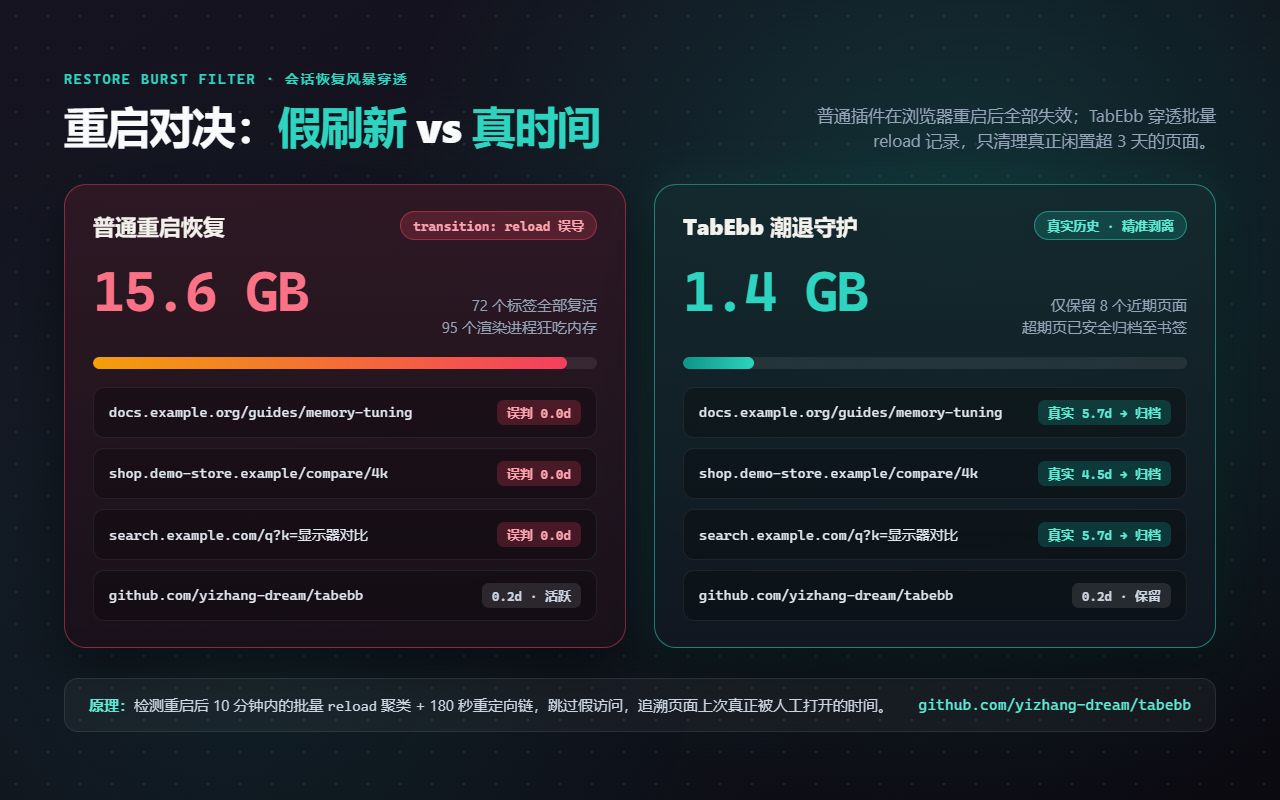 RESTORE BURST FILTER · 会话恢复风暴穿透
重启对决：假刷新 vs 真时间
普通插件在浏览器重启后全部失效；TabEbb 穿透批量
reload 记录，只清理真正闲置超 3 天的页面。
普通重启恢复
transition: reload 误导
15.6 GB
72 个标签全部复活
95 个渲染进程狂吃内存
docs.example.org/guides/memory-tuning
误判 0.0d
shop.demo-store.example/compare/4k
误判 0.0d
search.example.com/q?k=显示器对比
误判 0.0d
github.com/yizhang-dream/tabebb
0.2d · 活跃
TabEbb 潮退守护
真实历史 · 精准剥离
1.4 GB
仅保留 8 个近期页面
超期页已安全归档至书签
docs.example.org/guides/memory-tuning
真实 5.7d → 归档
shop.demo-store.example/compare/4k
真实 4.5d → 归档
search.example.com/q?k=显示器对比
真实 5.7d → 归档
github.com/yizhang-dream/tabebb
0.2d · 保留
原理：检测重启后 10 分钟内的批量 reload 聚类 + 180 秒重定向链，跳过假访问，追溯页面上次真正被人工打开的时间。
github.com/yizhang-dream/tabebb